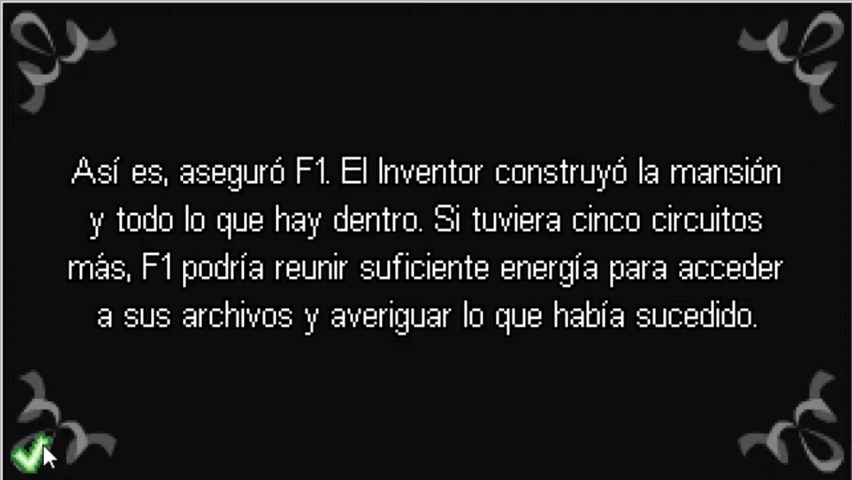 Así es, aseguró F1. El Inventor construyó la mansión
y todo lo que hay dentro. Si tuviera cinco circuitos
más, F1 podría reunir suficiente energía para acceder
a sus archivos y averiguar lo que había sucedido.